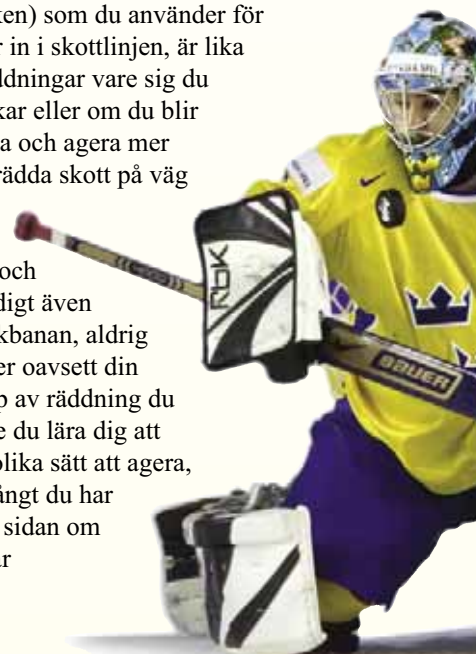 ken) som du använder för
r in i skottlinjen, är lika
ddningar vare sig du
kar eller om du blir
a och agera mer
rädda skott på väg
och
digt även
kbanan, aldrig
er oavsett din
p av räddning du
e du lära dig att
olika sätt att agera,
ångt du har
sidan om
ar
RbK
BAUER